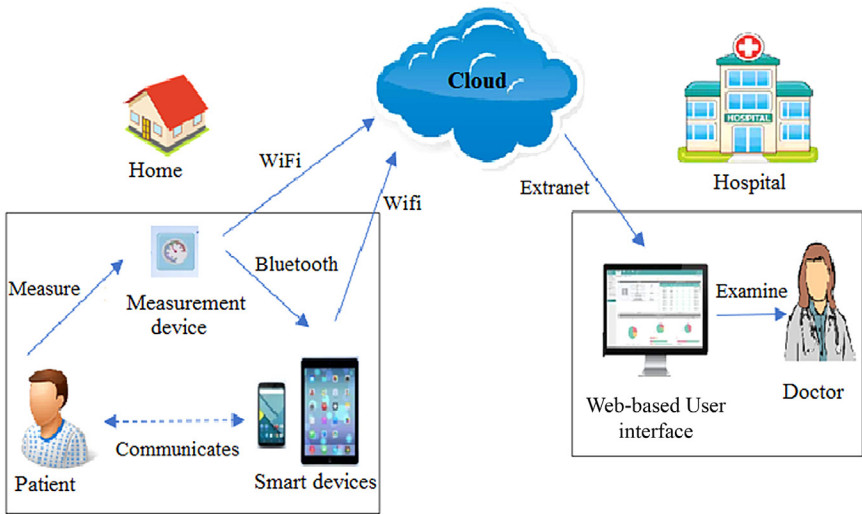 Cloud
HOSPITAL
Home
WiFi
Hospital
Extranet
Wifi
Bluetooth
Measure
Measurement
device
Examine
Doctor
Web-based User
interface
Communicates
Patient
Smart devices